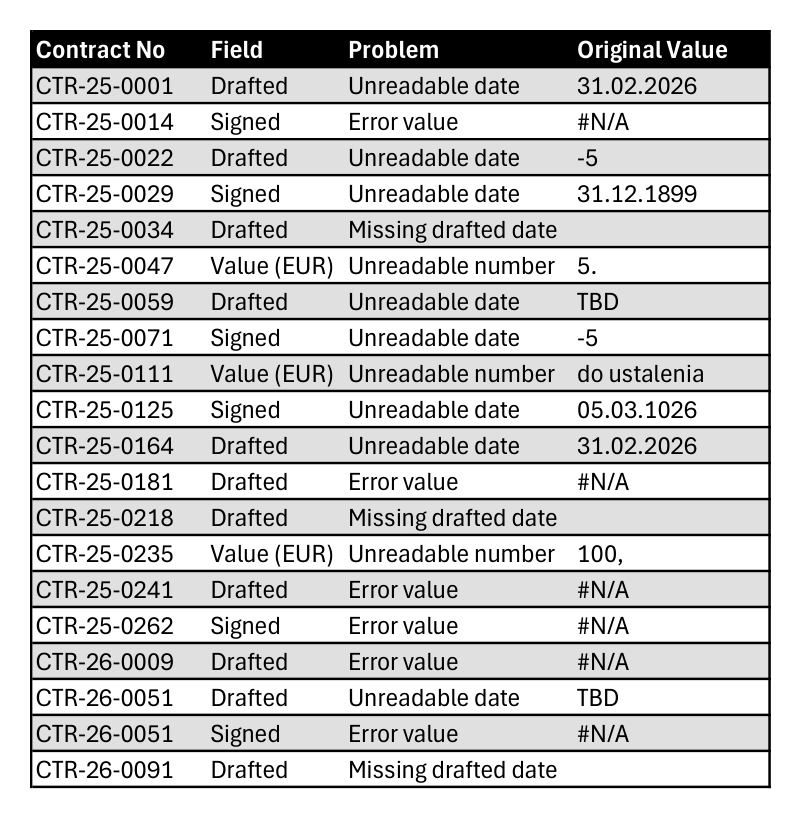 Contract No Field Problem Original Value
CTR-25-0001 Drafted Unreadable date 31.02.2026
CTR-25-0014 Signed Error value #N/A
CTR-25-0022 Drafted Unreadable date -5
CTR-25-0029 Signed Unreadable date 31.12.1899
CTR-25-0034 Drafted Missing drafted date
CTR-25-0047 Value (EUR) Unreadable number 5.
CTR-25-0059 Drafted Unreadable date TBD
CTR-25-0071 Signed Unreadable date -5
CTR-25-0111 Value (EUR) Unreadable number do ustalenia
CTR-25-0125 Signed Unreadable date 05.03.1026
CTR-25-0164 Drafted Unreadable date 31.02.2026
CTR-25-0181 Drafted Error value #N/A
CTR-25-0218 Drafted Missing drafted date
CTR-25-0235 Value (EUR) Unreadable number 100,
CTR-25-0241 Drafted Error value #N/A
CTR-25-0262 Signed Error value #N/A
CTR-26-0009 Drafted Error value #N/A
CTR-26-0051 Drafted Unreadable date TBD
CTR-26-0051 Signed Error value #N/A
CTR-26-0091 Drafted Missing drafted date